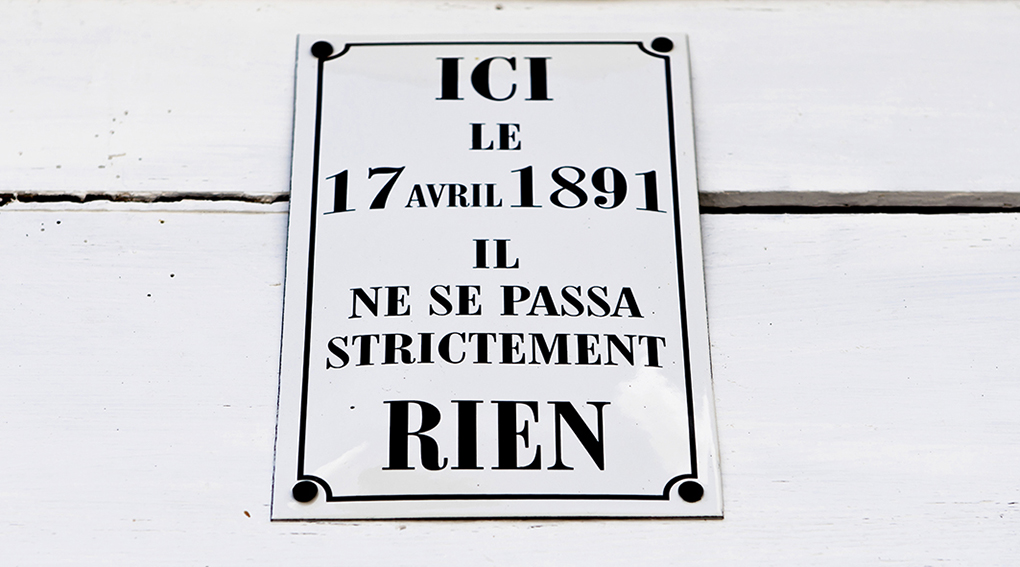 ICI
LE
17 AVRIL 1891
IL
NE SE PASSA
STRICTEMENT
RIEN